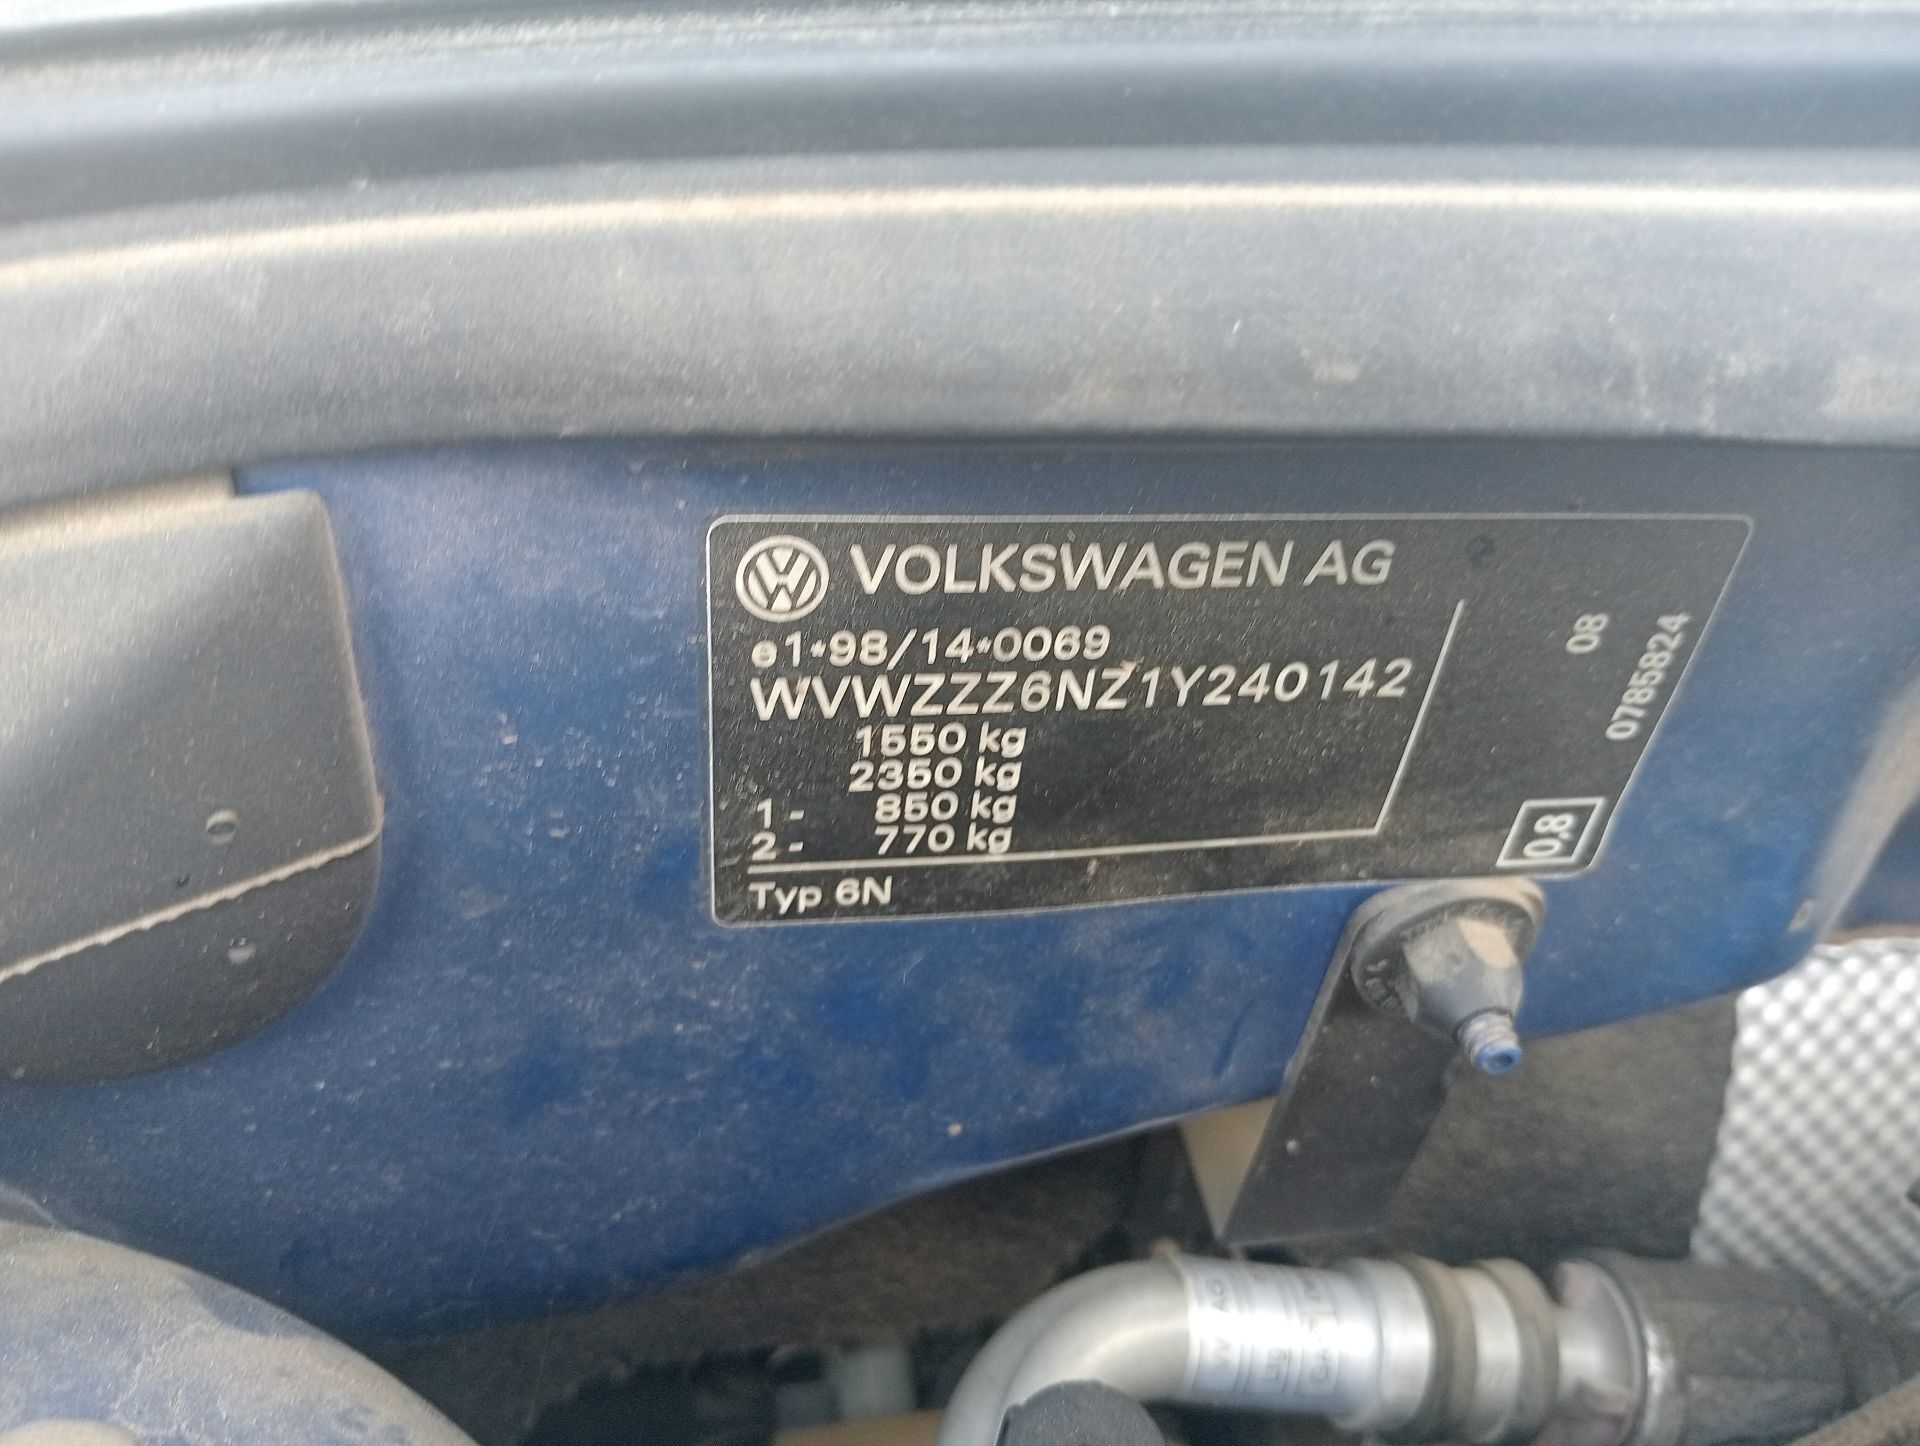 VOLKSWAGEN AG
e1*98/14*0069
WVWZZZ6NZ1Y240142
1550 kg
2350 kg
1- 850 kg
2- 770 kg
Typ 6N
08
0785824
0,8